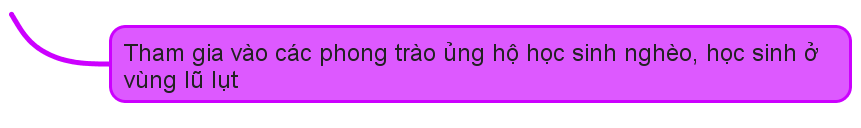 Tham gia vào các phong trào ủng hộ học sinh nghèo, học sinh ở
vùng lũ lụt